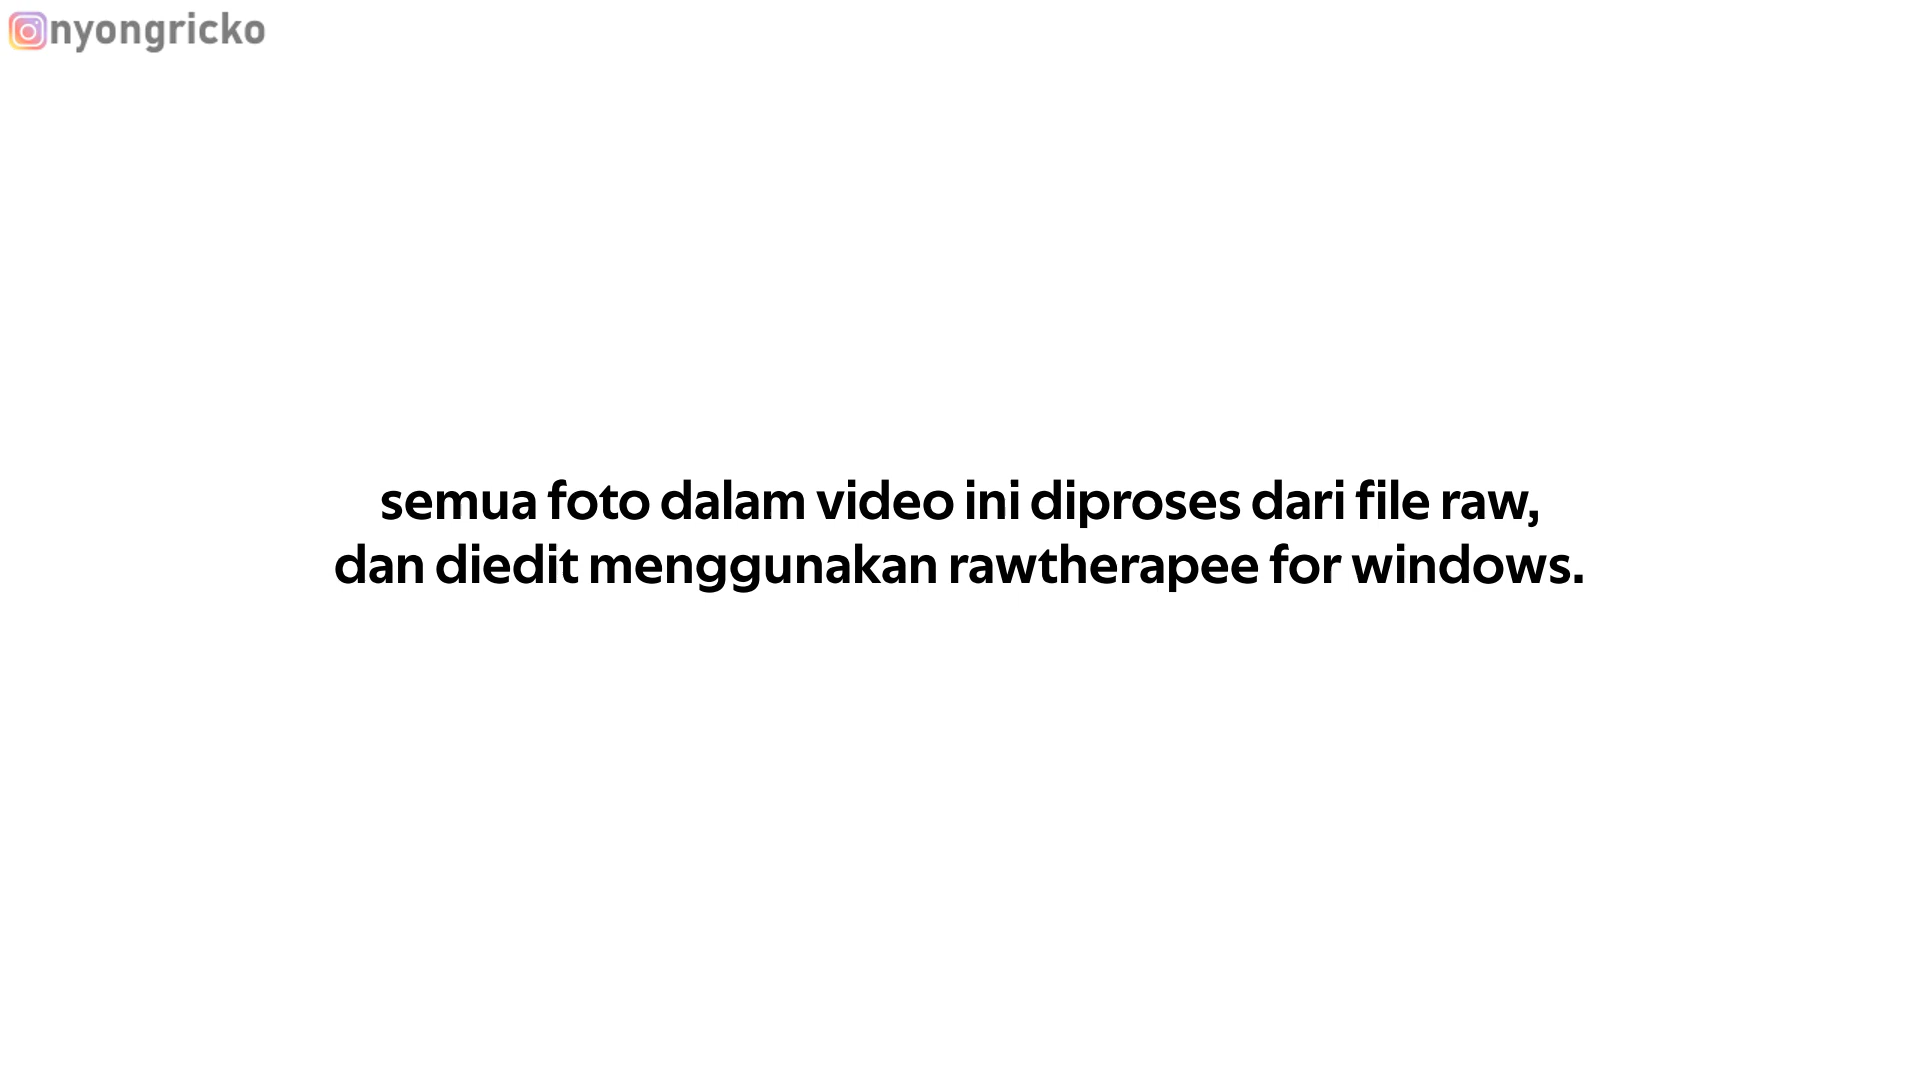 nyongricko
semua foto dalam video ini diproses dari file raw,
dan diedit menggunakan rawtherapee for windows.